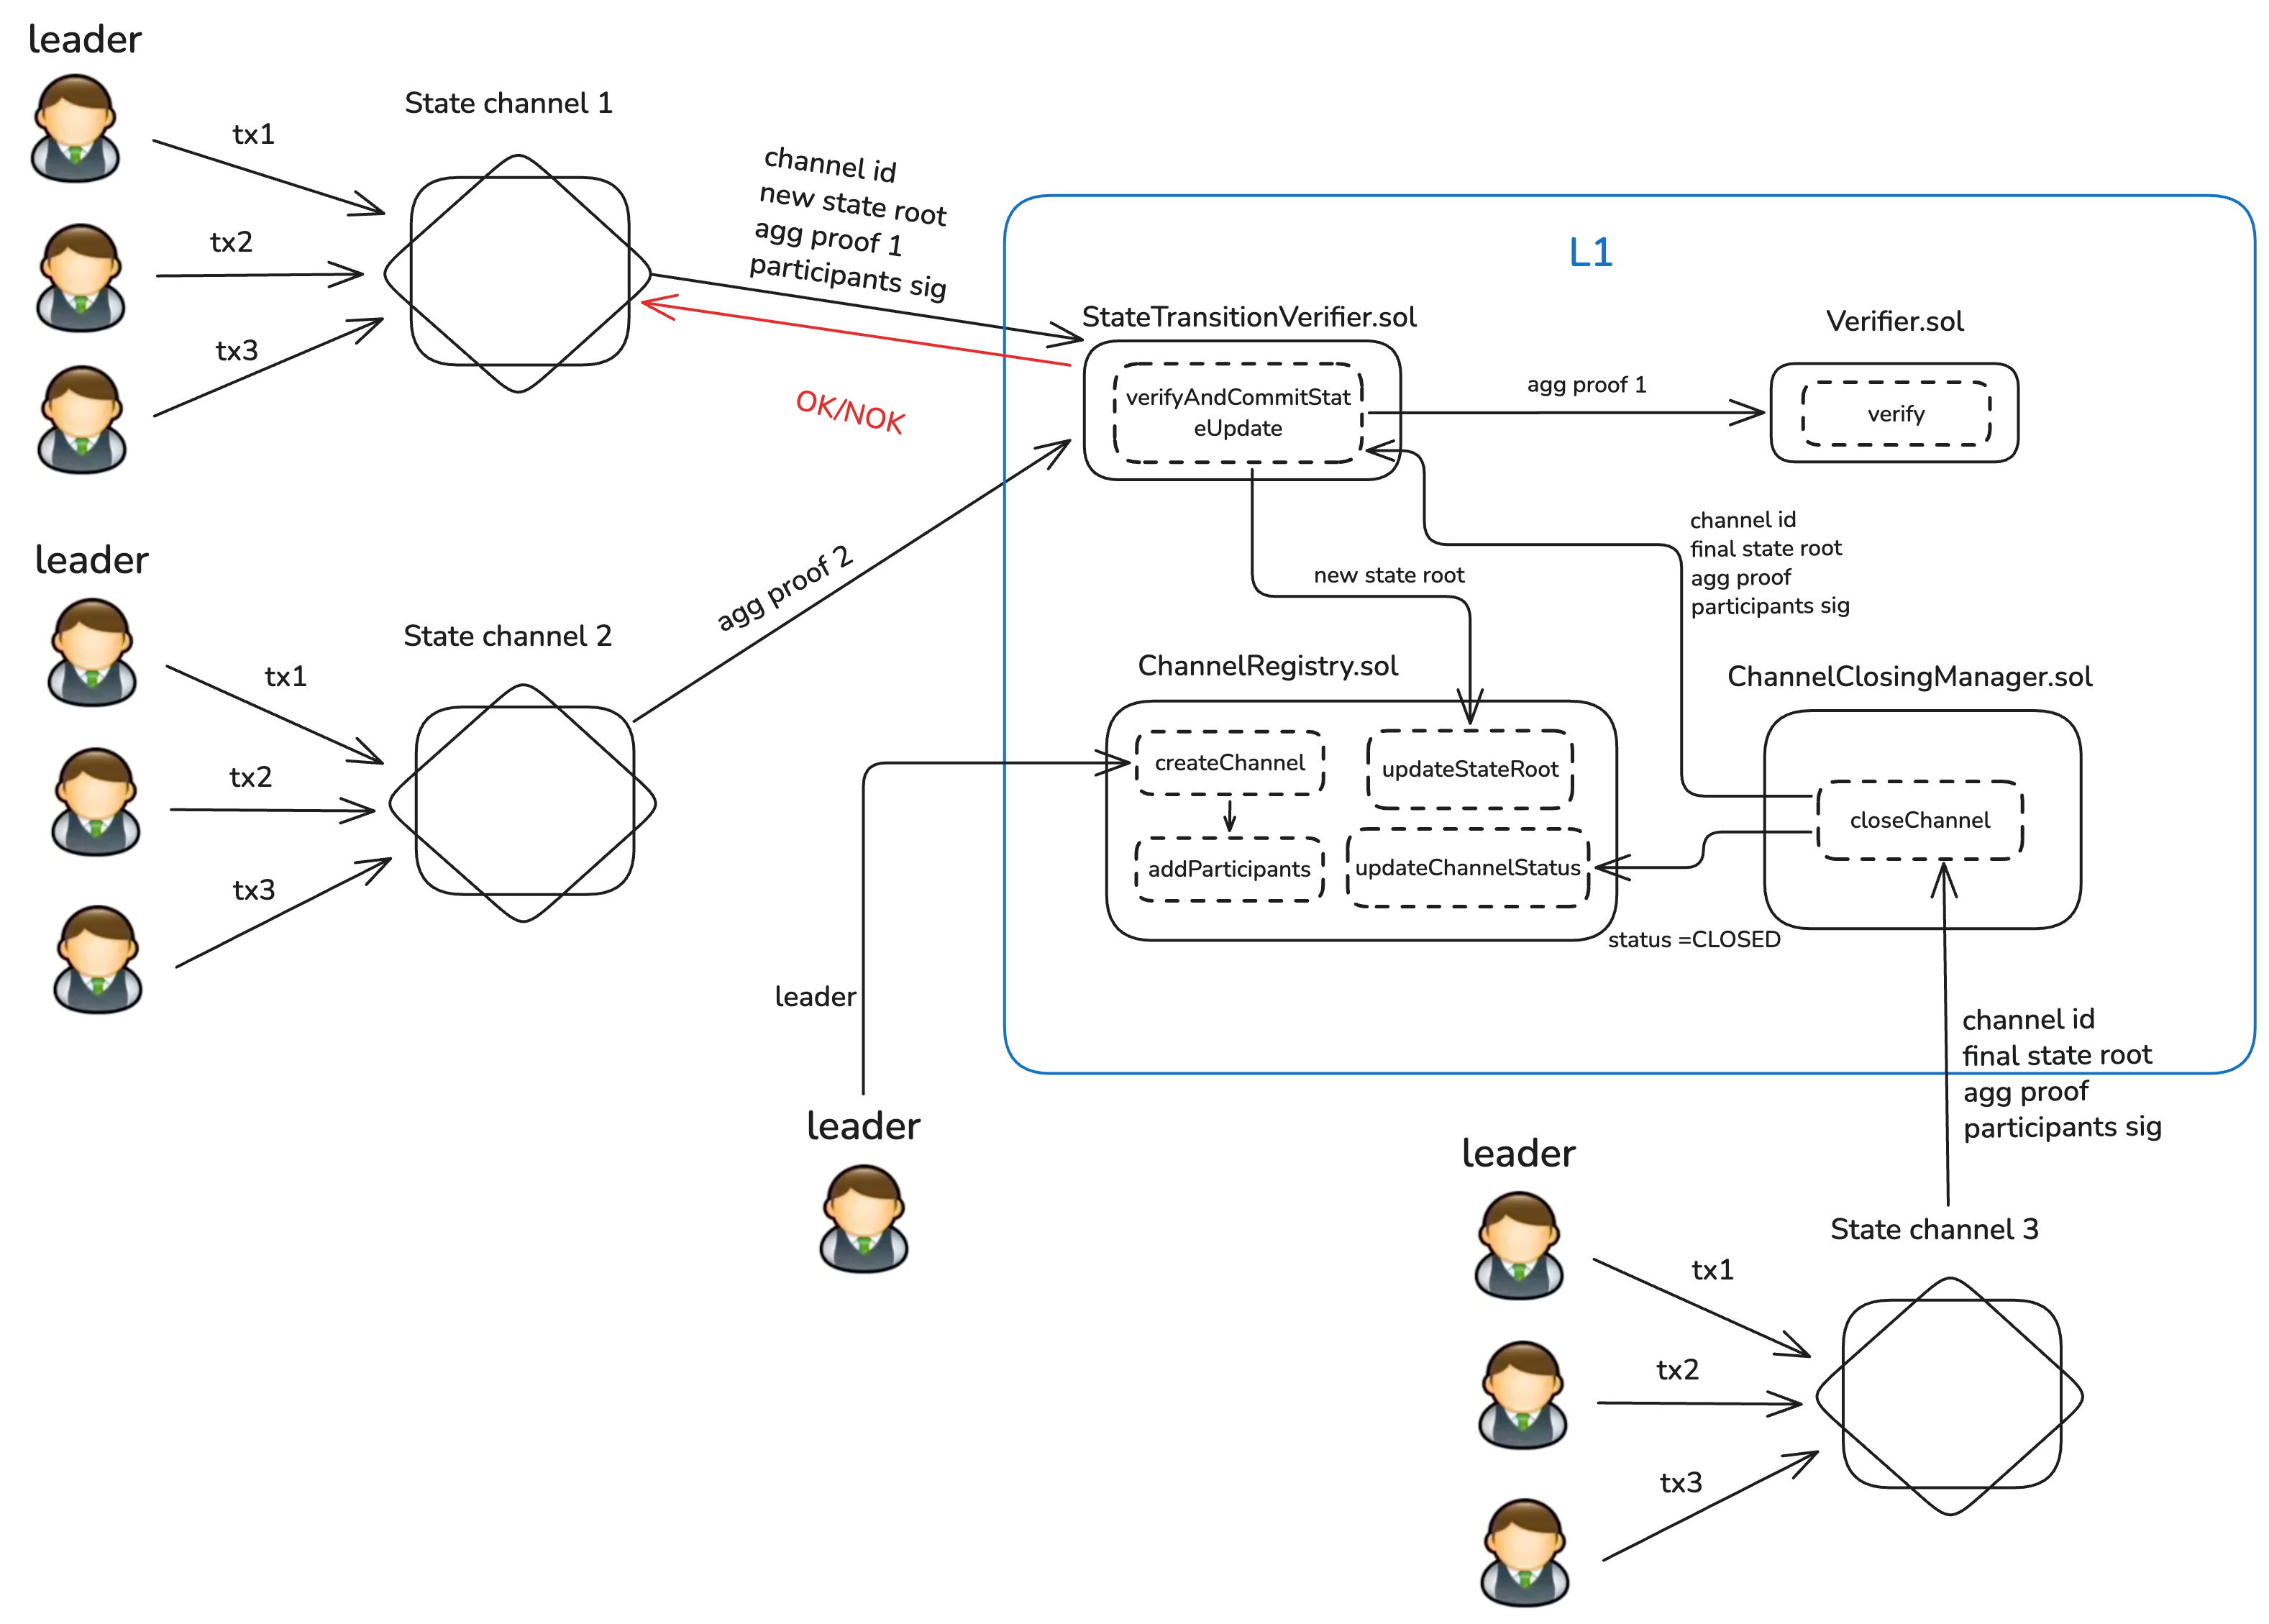 leader
State channel 1
tx1
tx2
tx3
channel id
new state root
agg proof 1
participants sig
OK/NOK
L1
StateTransitionVerifier.sol
verifyAndCommitStat
eUpdate
agg proof 1
Verifier.sol
verify
leader
State channel 2
tx1
tx2
tx3
agg proof 2
new state root
channel id
final state root
agg proof
participants sig
ChannelRegistry.sol
createChannel
updateStateRoot
addParticipants
updateChannelStatus
ChannelClosingManager.sol
closeChannel
status =CLOSED
leader
leader
channel id
final state root
agg proof
participants sig
leader
State channel 3
tx1
tx2
tx3